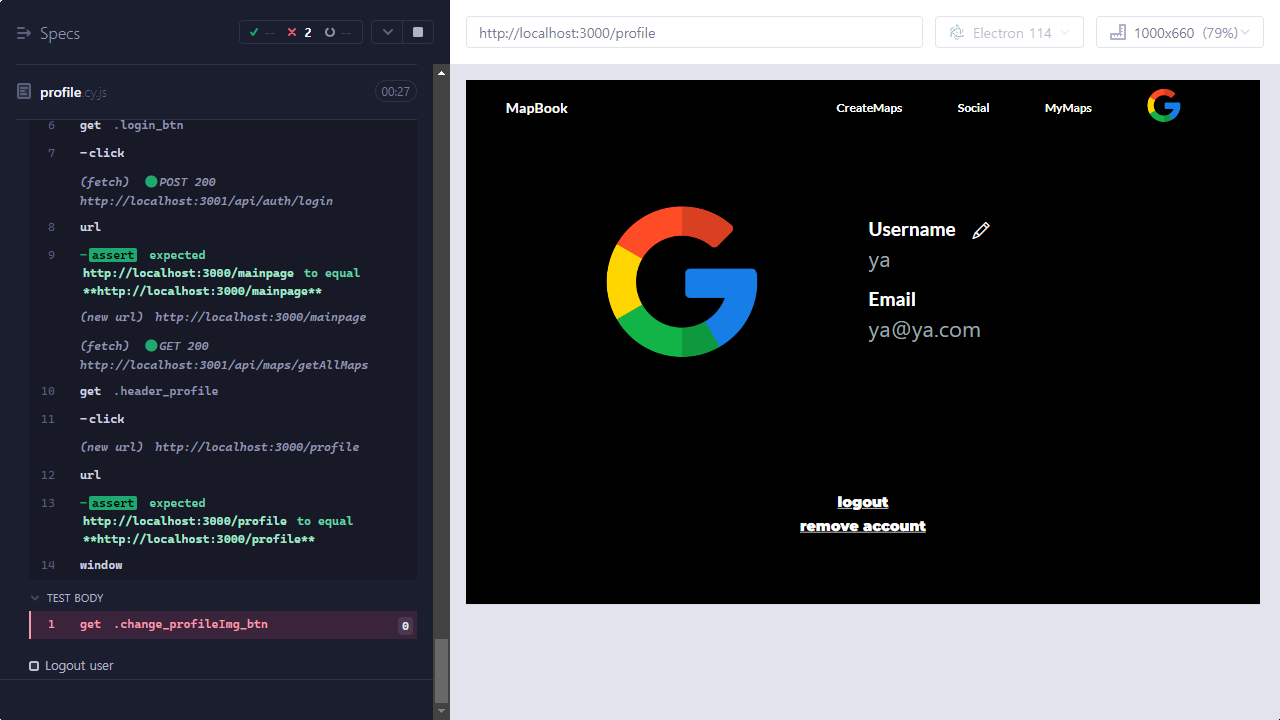 Specs
-- 2 --
profile.cy.js
00:27
6 get .login_btn
7 -click
(fetch) POST 200
http://localhost:3001/api/auth/login
8 url
9 -assert expected
http://localhost:3000/mainpage to equal
**http://localhost:3000/mainpage**
(new url) http://localhost:3000/mainpage
(fetch) GET 200
http://localhost:3001/api/maps/getAllMaps
10 get .header_profile
11 -click
(new url) http://localhost:3000/profile
12 url
13 -assert expected
http://localhost:3000/profile to equal
**http://localhost:3000/profile**
14 window
TEST BODY
1 get .change_profileImg_btn 0
Logout user
http://localhost:3000/profile
Electron 114
1000x660 (79%)
MapBook
CreateMaps
Social
MyMaps
Username
ya
Email
ya@ya.com
logout
remove account